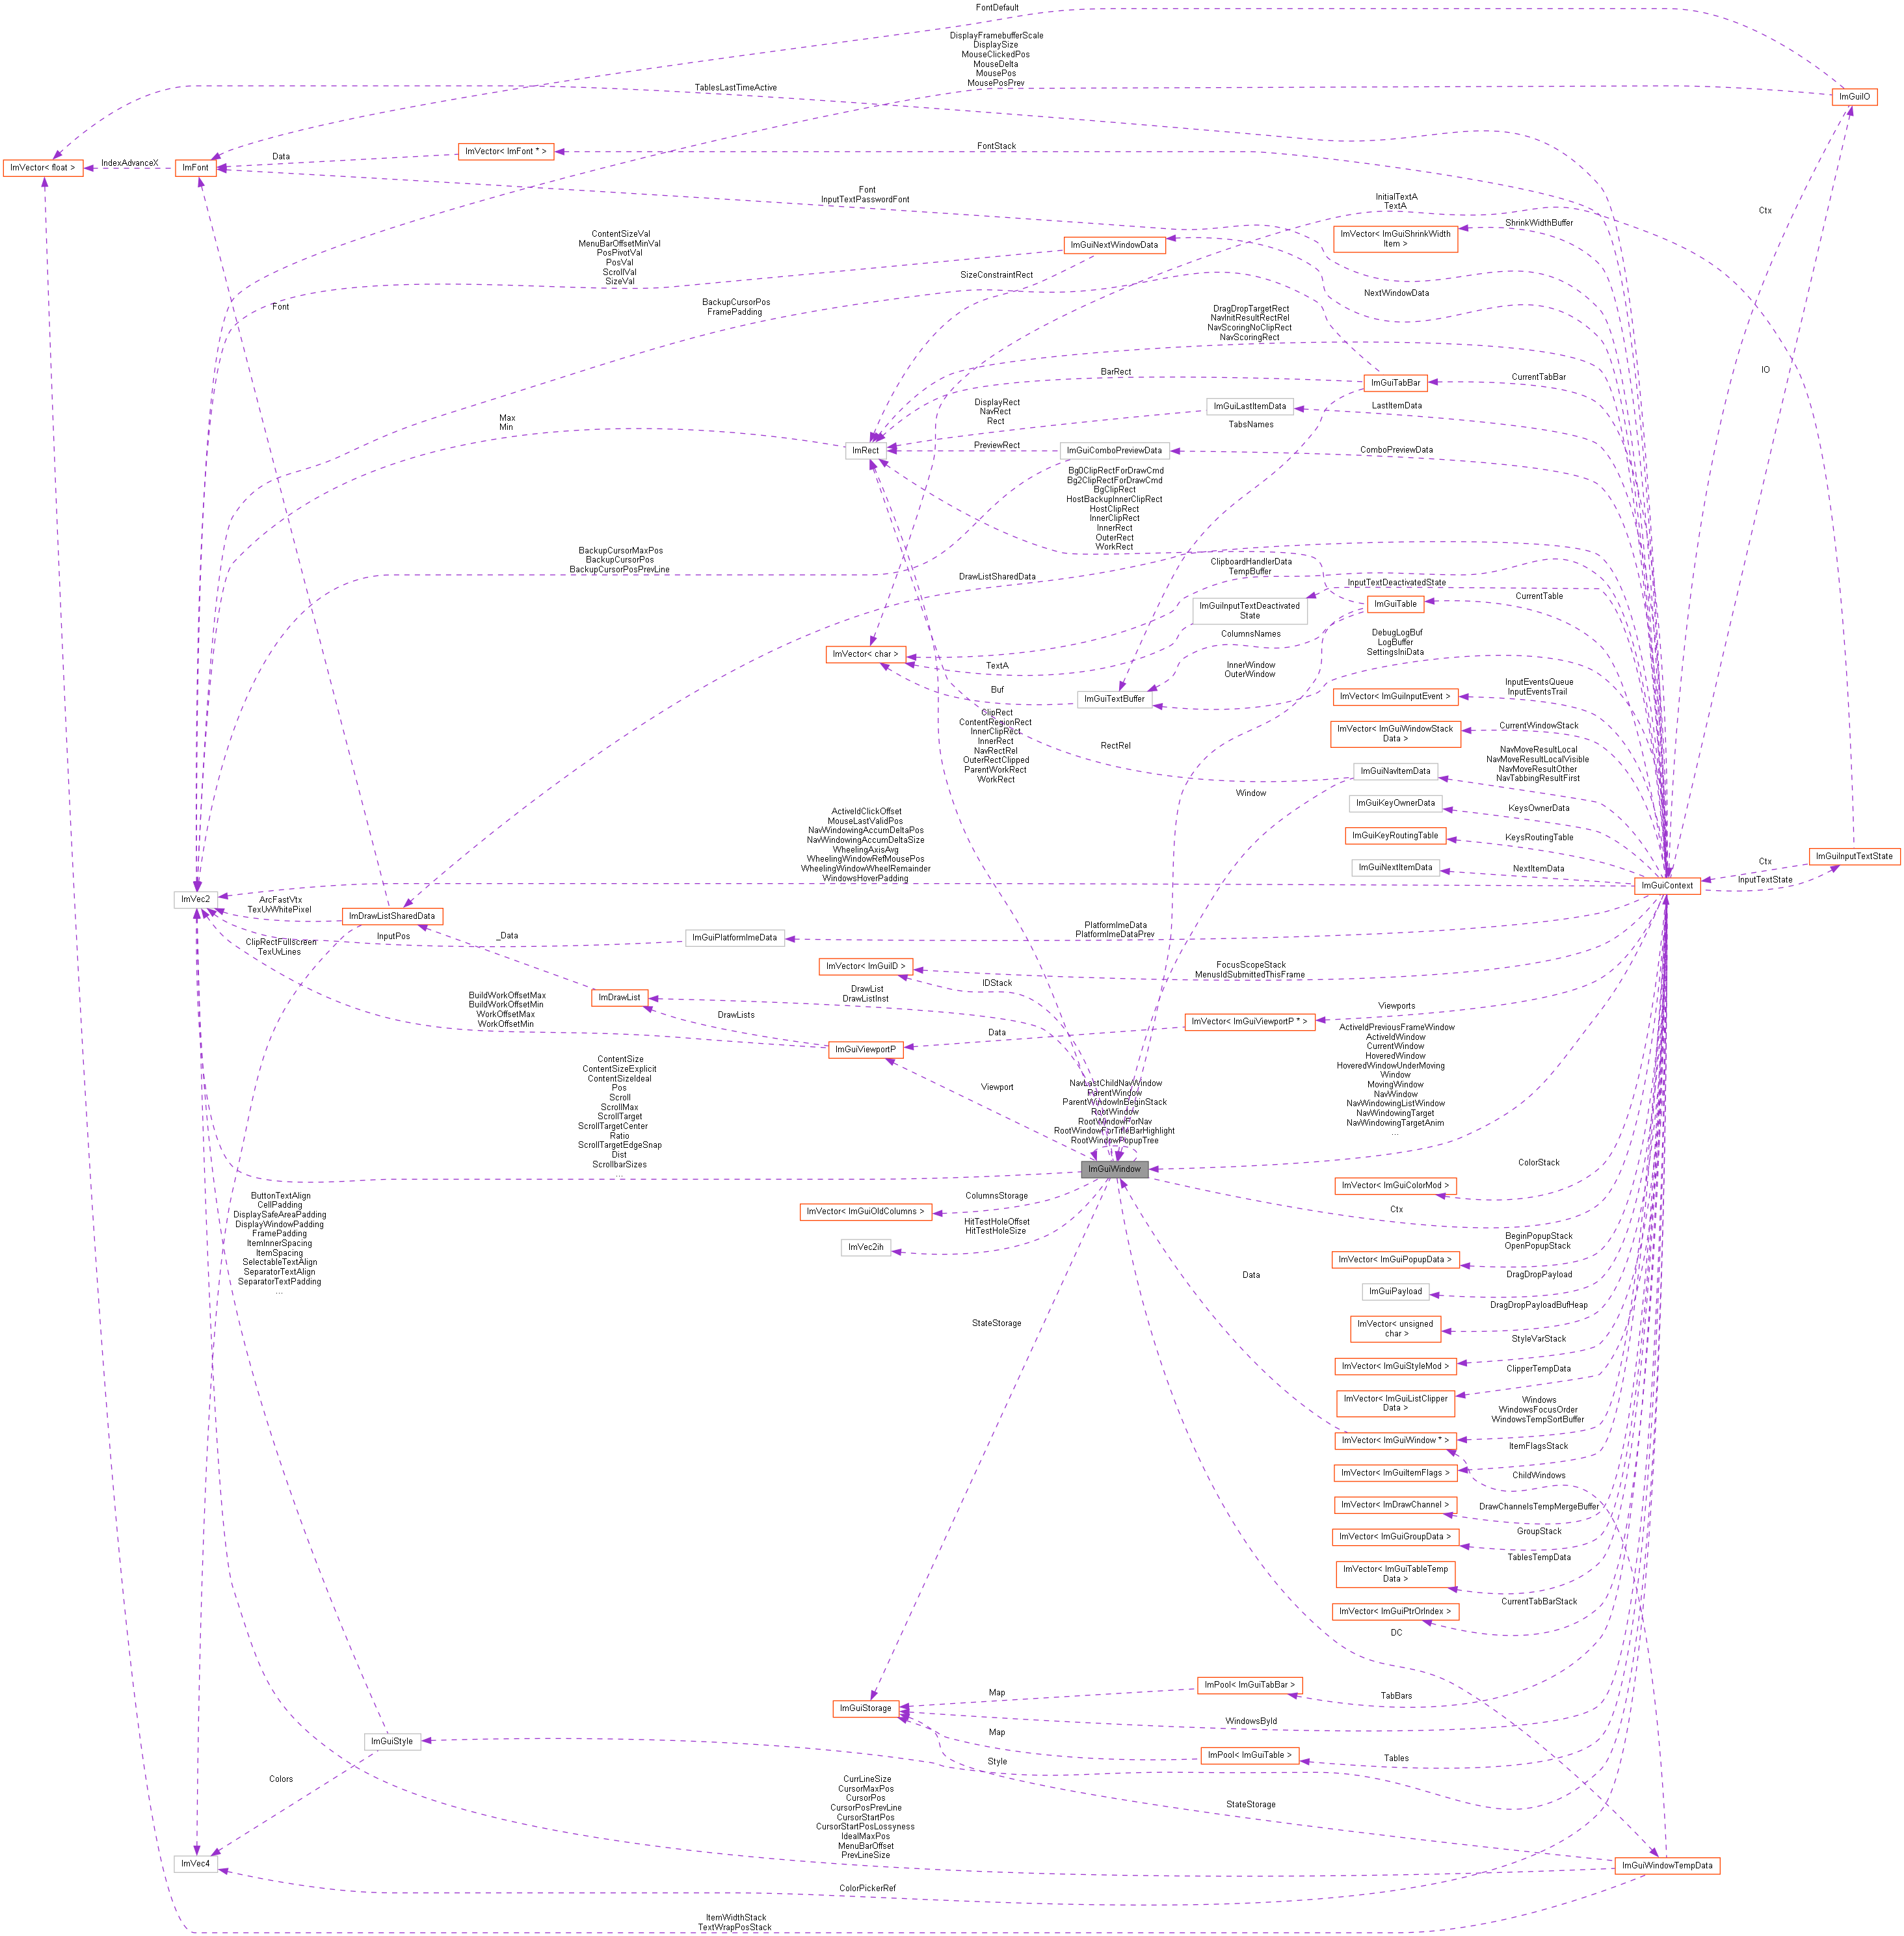 FontDefault
DisplayFramebufferScale
DisplaySize
MouseClickedPos
MouseDelta
MousePos
MousePosPrev
TablesLastTimeActive
ImGuiIO
ImVector< ImFont * >
FontStack
Data
IndexAdvanceX
ImVector< float >
ImFont
Font
InputTextPasswordFont
InitialTextA
TextA
Ctx
ShrinkWidthBuffer
ImVector< ImGuiShrinkWidth
Item >
ContentSizeVal
MenuBarOffsetMinVal
PosPivotVal
PosVal
ScrollVal
SizeVal
ImGuiNextWindowData
SizeConstraintRect
NextWindowData
Font
BackupCursorPos
FramePadding
DragDropTargetRect
NavInitResultRectRel
NavScoringNoClipRect
NavScoringRect
IO
BarRect
ImGuiTabBar
CurrentTabBar
DisplayRect
NavRect
Rect
ImGuiLastItemData
LastItemData
Max
Min
TabsNames
ImRect
PreviewRect
ImGuiComboPreviewData
ComboPreviewData
Bg0ClipRectForDrawCmd
Bg2ClipRectForDrawCmd
BgClipRect
HostBackupInnerClipRect
HostClipRect
InnerClipRect
InnerRect
OuterRect
WorkRect
BackupCursorMaxPos
BackupCursorPos
BackupCursorPosPrevLine
DrawListSharedData
ClipboardHandlerData
TempBuffer
InputTextDeactivatedState
ImGuiInputTextDeactivated
State
ImGuiTable
CurrentTable
ColumnsNames
DebugLogBuf
LogBuffer
SettingsIniData
ImVector< char >
TextA
InnerWindow
OuterWindow
Buf
ImGuiTextBuffer
ImVector< ImGuiInputEvent >
InputEventsQueue
InputEventsTrail
ClipRect
ContentRegionRect
InnerClipRect
InnerRect
NavRectRel
OuterRectClipped
ParentWorkRect
WorkRect
RectRel
ImVector< ImGuiWindowStack
Data >
CurrentWindowStack
NavMoveResultLocal
NavMoveResultLocalVisible
NavMoveResultOther
NavTabbingResultFirst
ImGuiNavItemData
Window
ImGuiKeyOwnerData
KeysOwnerData
ActiveIdClickOffset
MouseLastValidPos
NavWindowingAccumDeltaPos
NavWindowingAccumDeltaSize
WheelingAxisAvg
WheelingWindowRefMousePos
WheelingWindowWheelRemainder
WindowsHoverPadding
ImGuiKeyRoutingTable
KeysRoutingTable
ImGuiNextItemData
NextItemData
Ctx
ImGuiInputTextState
ImGuiContext
InputTextState
ImVec2
ArcFastVtx
TexUvWhitePixel
ImDrawListSharedData
ClipRectFullscreen
TexUvLines
InputPos
_Data
ImGuiPlatformImeData
PlatformImeData
PlatformImeDataPrev
ImVector< ImGuiID >
FocusScopeStack
MenusIdSubmittedThisFrame
IDStack
DrawList
DrawListInst
BuildWorkOffsetMax
BuildWorkOffsetMin
WorkOffsetMax
WorkOffsetMin
ImDrawList
DrawLists
Data
ImVector< ImGuiViewportP * >
Viewports
ImGuiViewportP
ActiveIdPreviousFrameWindow
ActiveIdWindow
CurrentWindow
HoveredWindow
HoveredWindowUnderMoving
Window
MovingWindow
NavWindow
NavWindowingListWindow
NavWindowingTarget
NavWindowingTargetAnim
...
ContentSize
ContentSizeExplicit
ContentSizeIdeal
Pos
Scroll
ScrollMax
ScrollTarget
ScrollTargetCenter
Ratio
ScrollTargetEdgeSnap
Dist
ScrollbarSizes
...
Viewport
NavLastChildNavWindow
ParentWindow
ParentWindowInBeginStack
RootWindow
RootWindowForNav
RootWindowForTitleBarHighlight
RootWindowPopupTree
ImGuiWindow
ImVector< ImGuiColorMod >
ColorStack
ButtonTextAlign
CellPadding
DisplaySafeAreaPadding
DisplayWindowPadding
FramePadding
ItemInnerSpacing
ItemSpacing
SelectableTextAlign
SeparatorTextAlign
SeparatorTextPadding
...
ImVector< ImGuiOldColumns >
ColumnsStorage
Ctx
ImVec2ih
HitTestHoleOffset
HitTestHoleSize
BeginPopupStack
OpenPopupStack
ImVector< ImGuiPopupData >
Data
DragDropPayload
ImGuiPayload
StateStorage
DragDropPayloadBufHeap
ImVector< unsigned
char >
StyleVarStack
ImVector< ImGuiStyleMod >
ClipperTempData
ImVector< ImGuiListClipper
Data >
Windows
WindowsFocusOrder
WindowsTempSortBuffer
ImVector< ImGuiWindow * >
ItemFlagsStack
ImVector< ImGuiItemFlags >
ChildWindows
ImVector< ImDrawChannel >
DrawChannelsTempMergeBuffer
ImVector< ImGuiGroupData >
GroupStack
TablesTempData
ImVector< ImGuiTableTemp
Data >
CurrentTabBarStack
ImVector< ImGuiPtrOrIndex >
DC
ImPool< ImGuiTabBar >
Map
TabBars
ImGuiStorage
WindowsById
ImGuiStyle
Map
ImPool< ImGuiTable >
Tables
Style
Colors
CurrLineSize
CursorMaxPos
CursorPos
CursorPosPrevLine
CursorStartPos
CursorStartPosLossyness
IdealMaxPos
MenuBarOffset
PrevLineSize
StateStorage
ImVec4
ImGuiWindowTempData
ColorPickerRef
ItemWidthStack
TextWrapPosStack